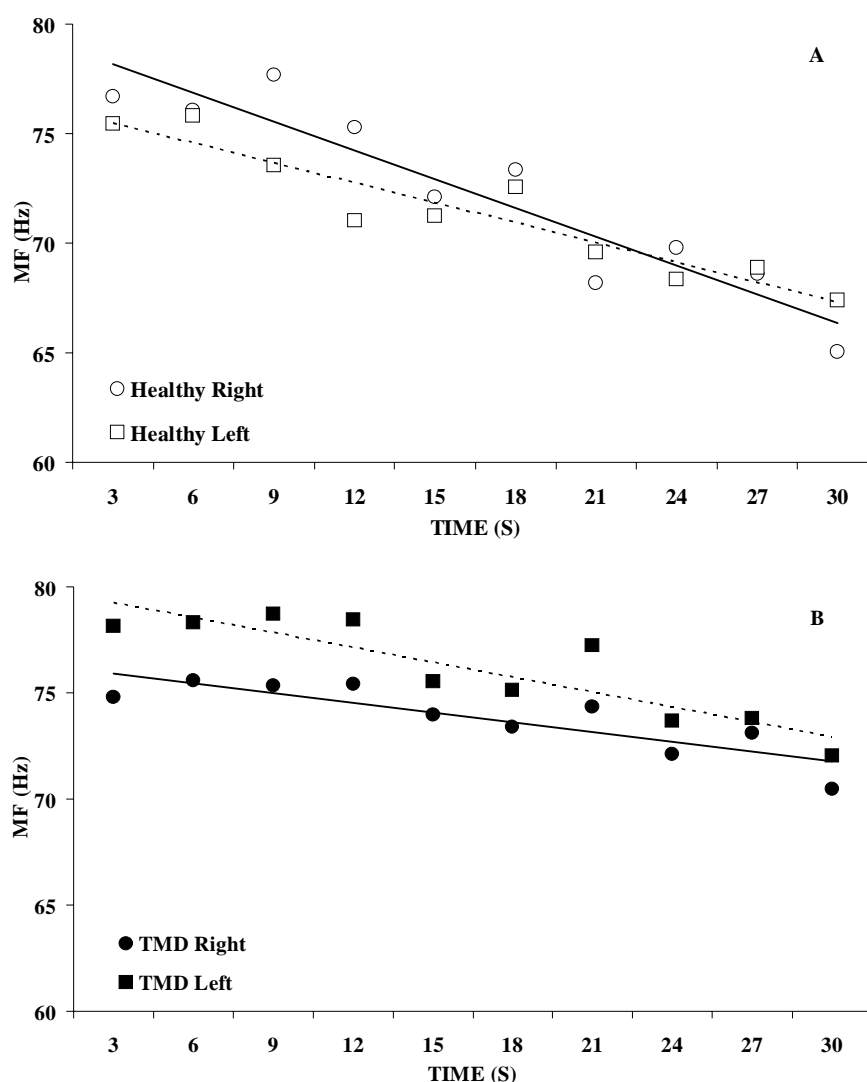 80
A
75
MF (Hz)
70
65
Healthy Right
Healthy Left
60
3 6 9 12 15 18 21 24 27 30
TIME (S)
80
B
75
MF (Hz)
70
65
TMD Right
TMD Left
60
3 6 9 12 15 18 21 24 27 30
TIME (S)